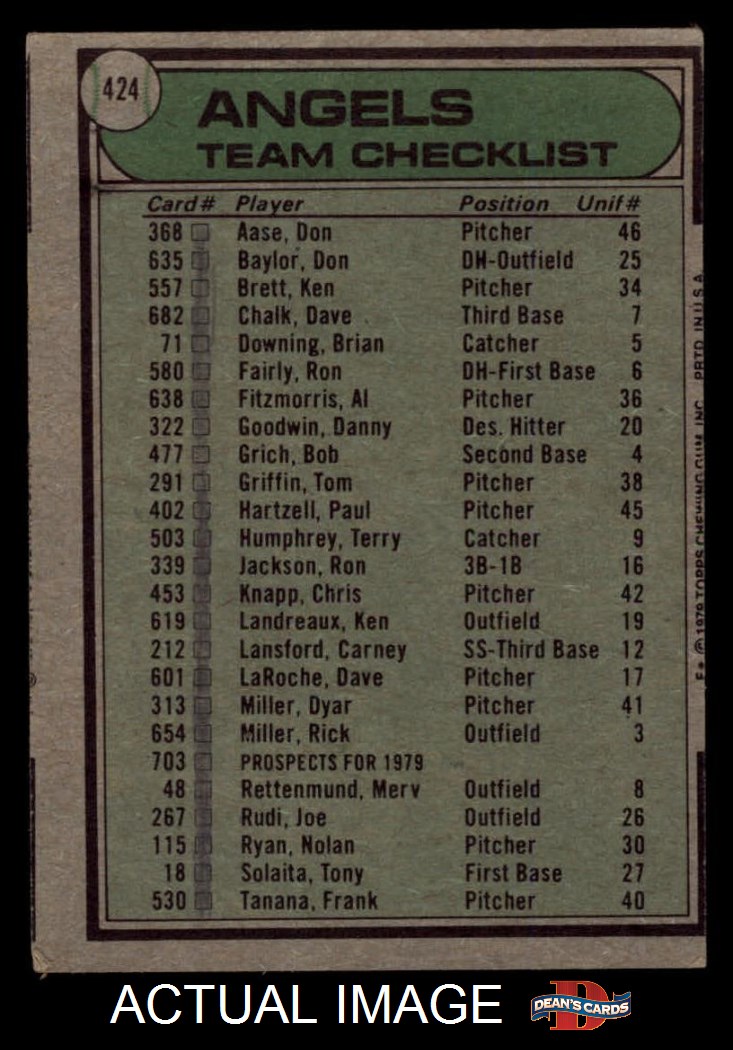 424
ANGELS
TEAM CHECKLIST
Card# Player Position Unif#
368 Aase, Don Pitcher 46
635 Baylor, Don DH-Outfield 25
557 Brett, Ken Pitcher 34
682 Chalk, Dave Third Base 7
71 Downing, Brian Catcher 5
580 Fairly, Ron DH-First Base 6
638 Fitzmorris, Al Pitcher 36
322 Goodwin, Danny Des. Hitter 20
477 Grich, Bob Second Base 4
291 Griffin, Tom Pitcher 38
402 Hartzell, Paul Pitcher 45
503 Humphrey, Terry Catcher 9
339 Jackson, Ron 3B-1B 16
453 Knapp, Chris Pitcher 42
619 Landreaux, Ken Outfield 19
212 Lansford, Carney SS-Third Base 12
601 LaRoche, Dave Pitcher 17
313 Miller, Dyar Pitcher 41
654 Miller, Rick Outfield 3
703 PROSPECTS FOR 1979
48 Rettenmund, Merv Outfield 8
267 Rudi, Joe Outfield 26
115 Ryan, Nolan Pitcher 30
18 Solaita, Tony First Base 27
530 Tanana, Frank Pitcher 40
© 1979 TOPPS CHEWING GUM, INC. PRTD. IN U.S.A.
ACTUAL IMAGE
D
DEAN'S CARDS